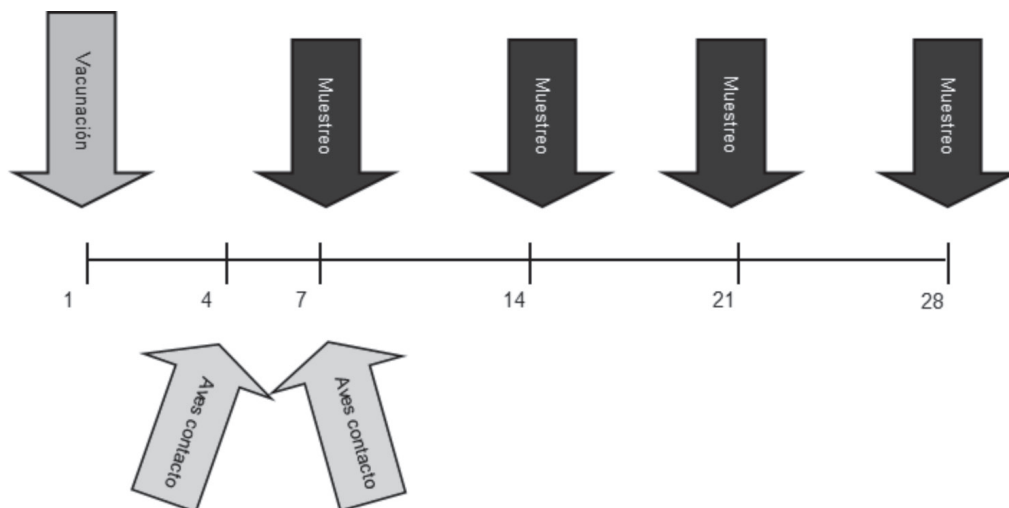 Vacunación
Muestreo
Muestreo
Muestreo
Muestreo
1
4
7
14
21
28
Aves contacto
Aves contacto